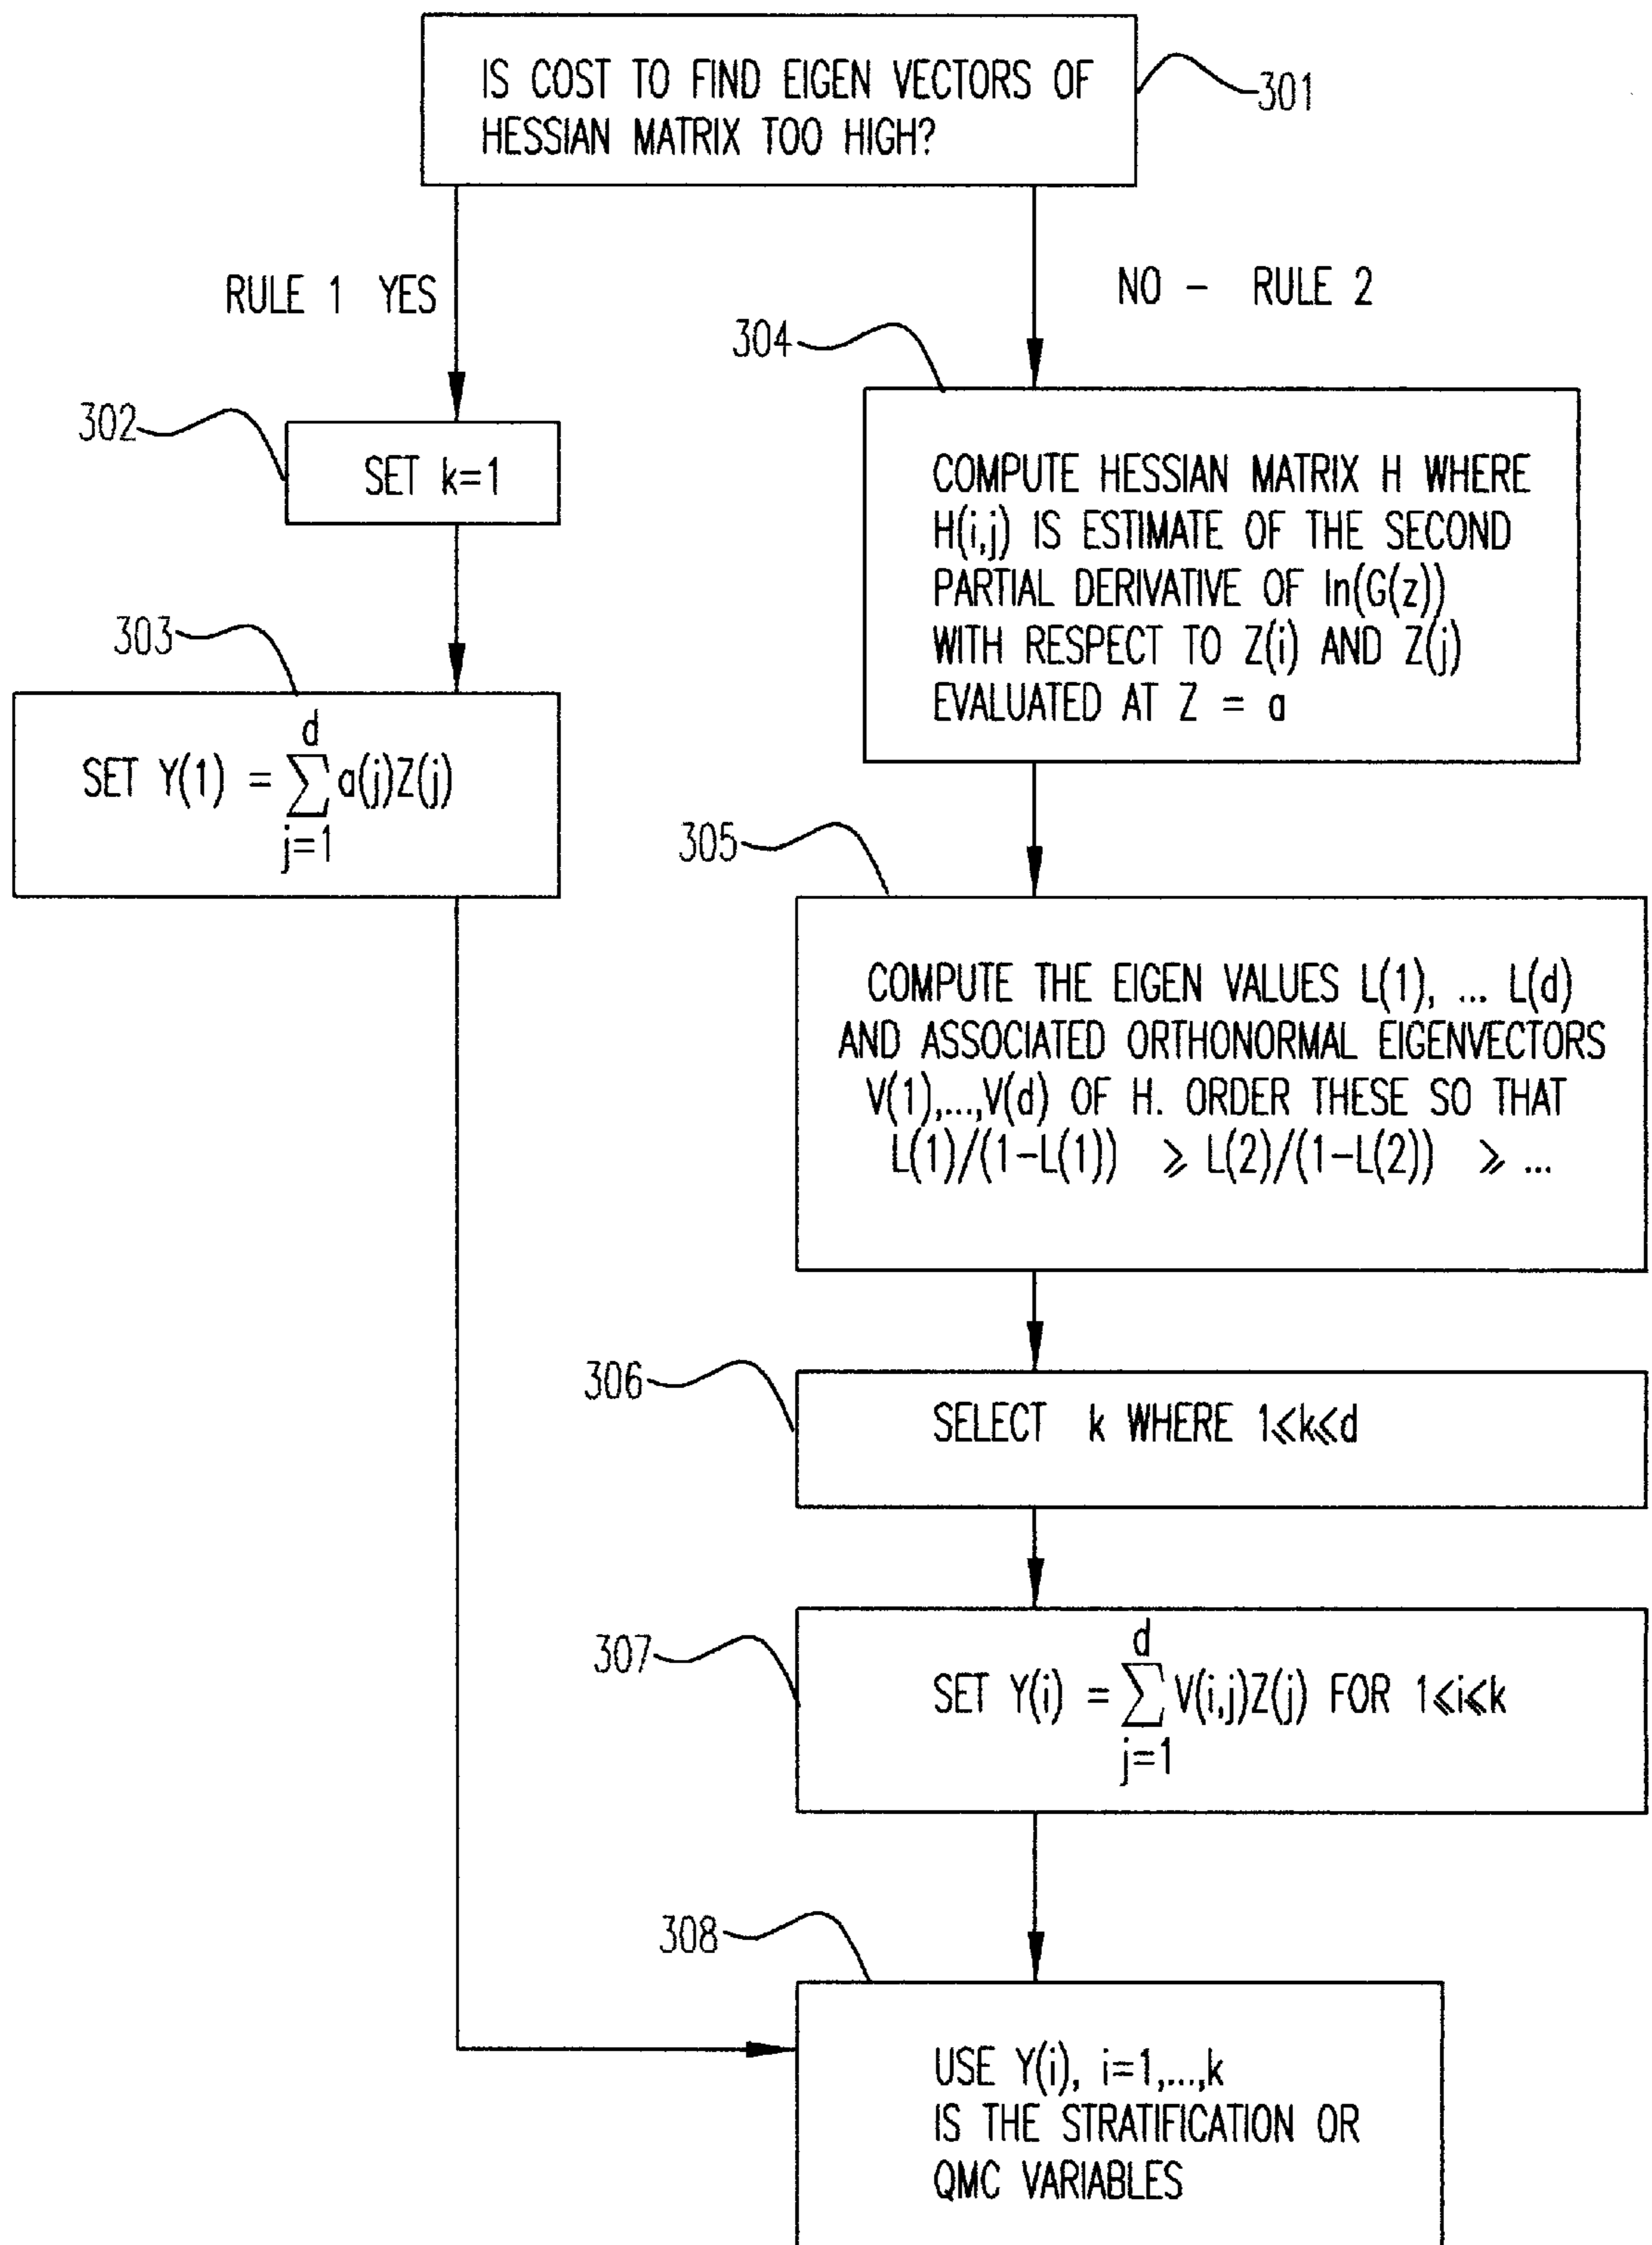 IS COST TO FIND EIGEN VECTORS OF
HESSIAN MATRIX TOO HIGH?
301
RULE 1 YES
NO - RULE 2
302
SET k=1
303
SET Y(1) = d∑j=1 a(j)Z(j)
304
COMPUTE HESSIAN MATRIX H WHERE
H(i,j) IS ESTIMATE OF THE SECOND
PARTIAL DERIVATIVE OF ln(G(z))
WITH RESPECT TO Z(i) AND Z(j)
EVALUATED AT Z = a
305
COMPUTE THE EIGEN VALUES L(1), ... L(d)
AND ASSOCIATED ORTHONORMAL EIGENVECTORS
V(1),...,V(d) OF H. ORDER THESE SO THAT
L(1)/(1-L(1)) ⩾ L(2)/(1-L(2)) ⩾ ...
306
SELECT k WHERE 1⩽k⩽d
307
SET Y(i) = d∑j=1 V(i,j)Z(j) FOR 1⩽i⩽k
308
USE Y(i), i=1,...,k
IS THE STRATIFICATION OR
QMC VARIABLES